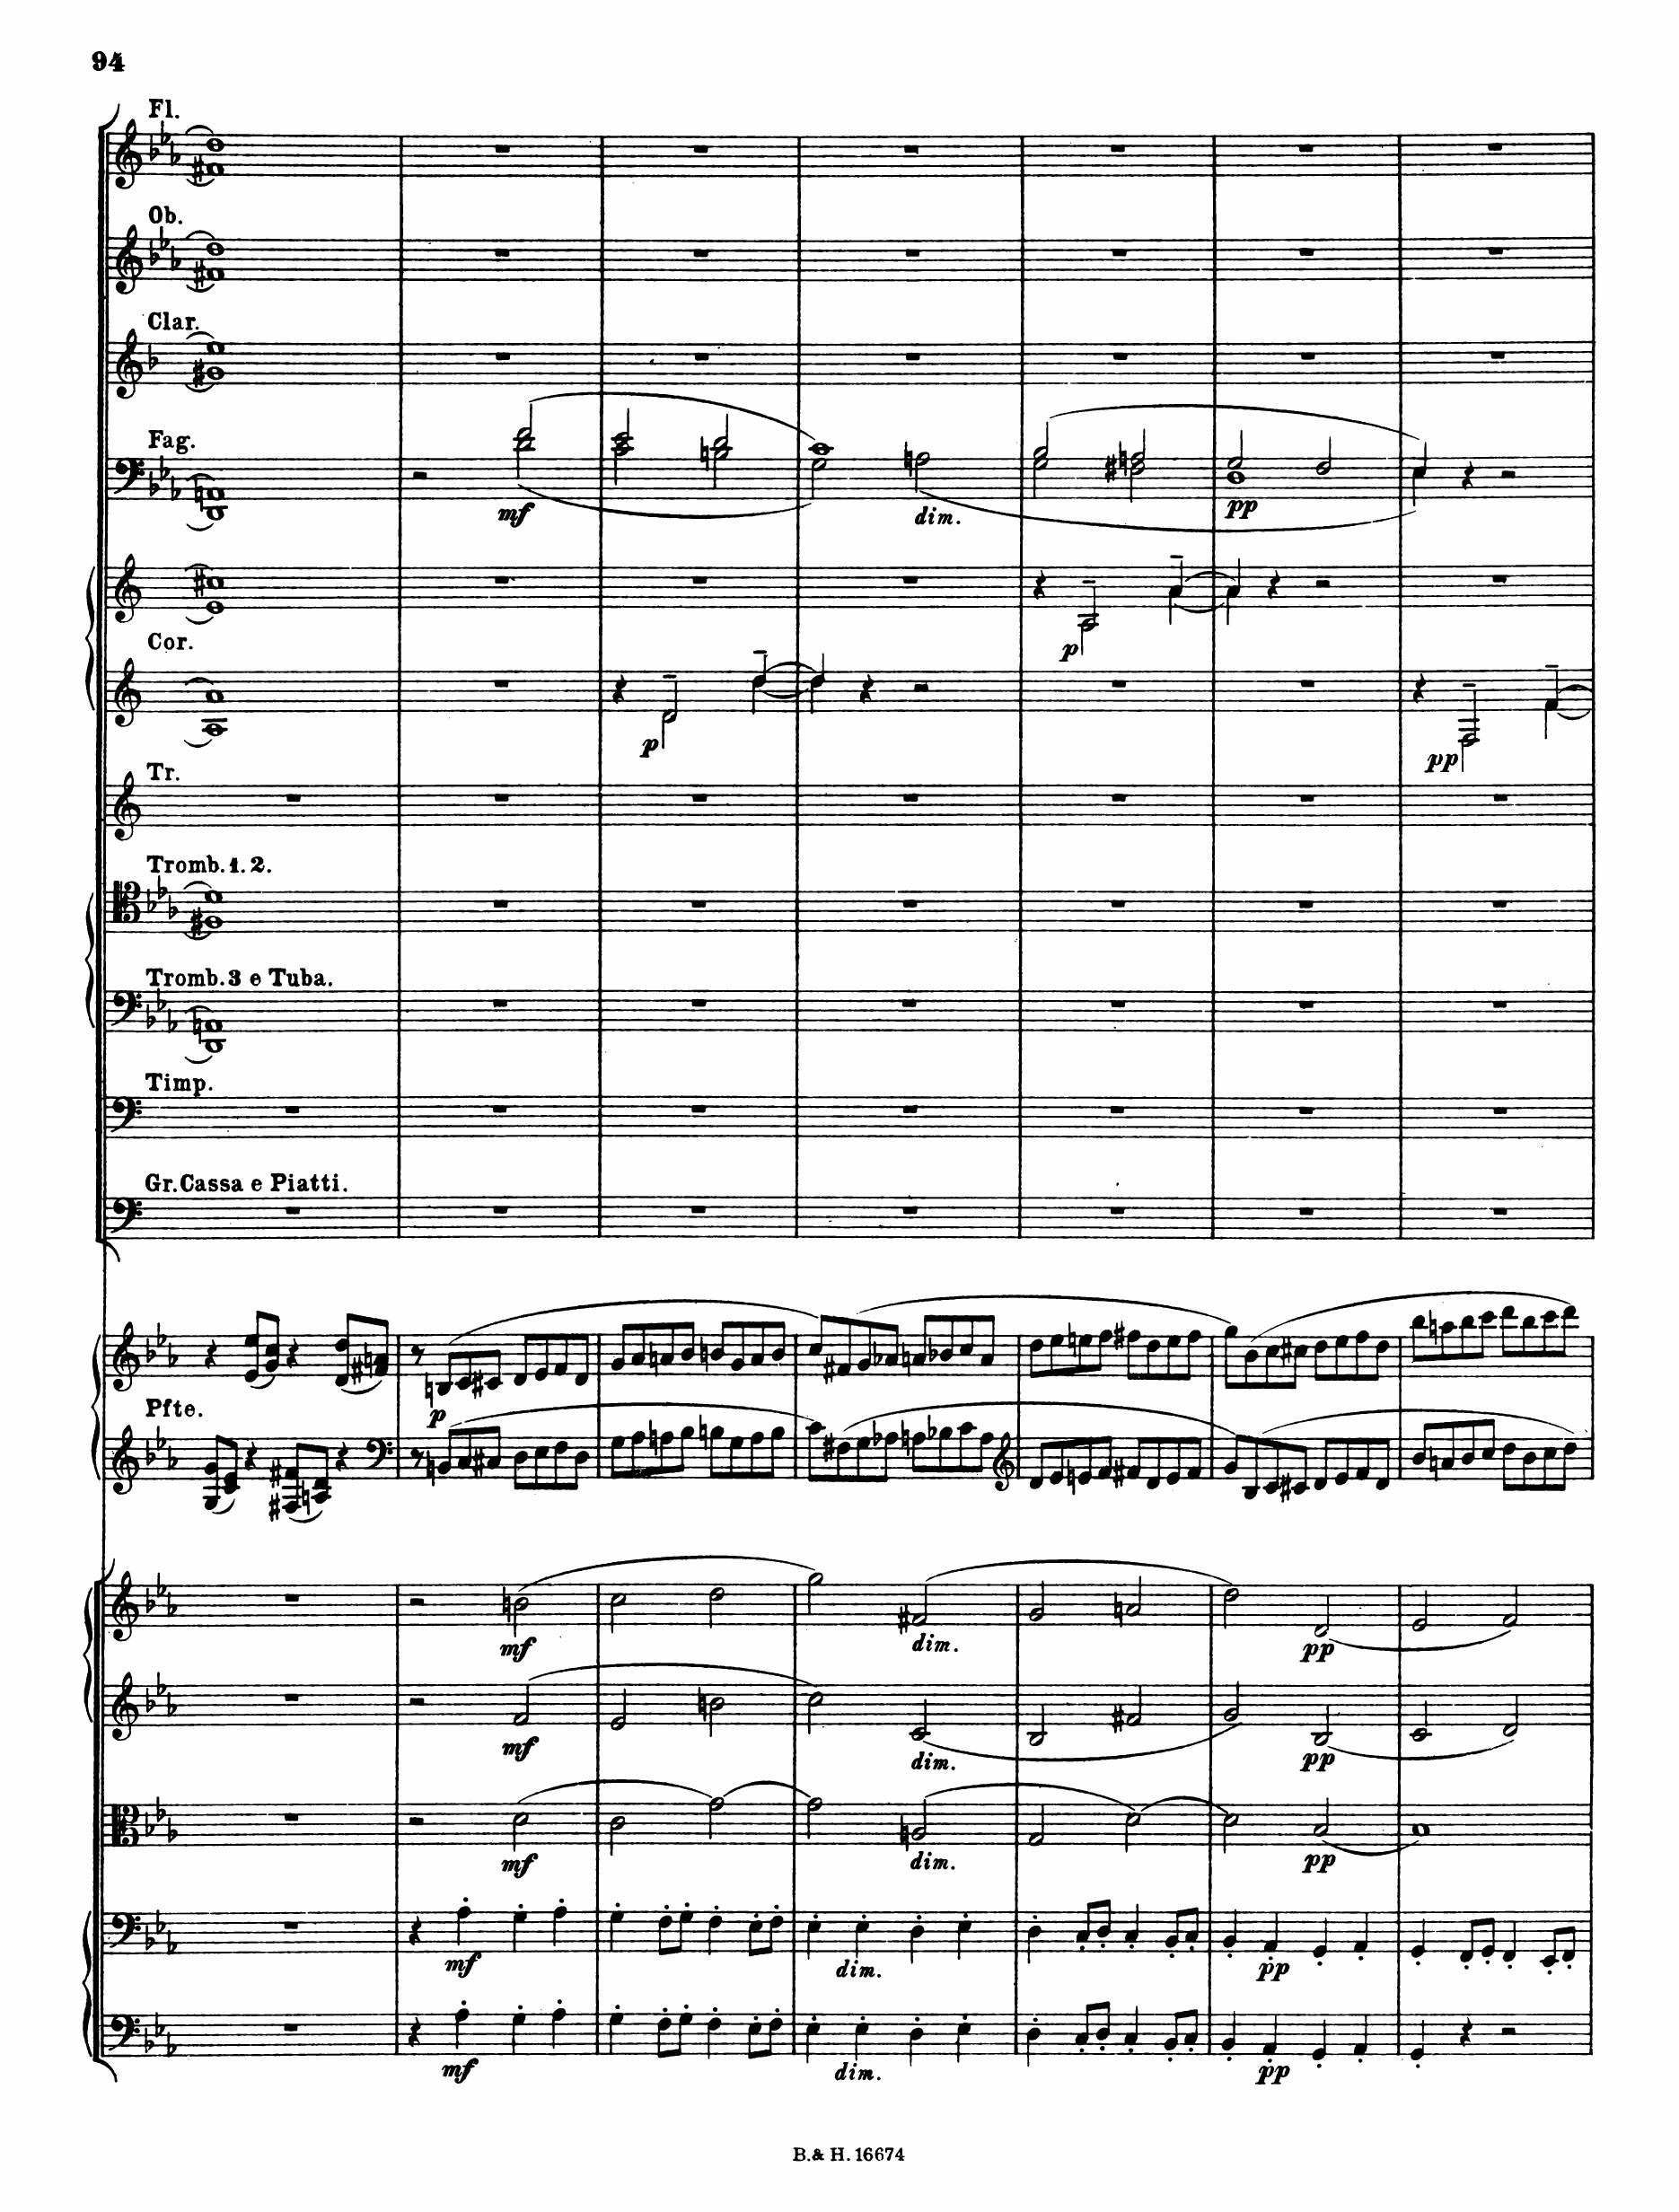 94
Fl.
Ob.
Clar.
Fag.
mf
dim.
pp
p
Cor.
p
pp
Tr.
Tromb. 1. 2.
Tromb. 3 e Tuba.
Timp.
Gr. Cassa e Piatti.
p
Pfte.
mf
dim.
pp
mf
dim.
pp
mf
dim.
pp
mf
dim.
pp
mf
dim.
pp
B. & H. 16674